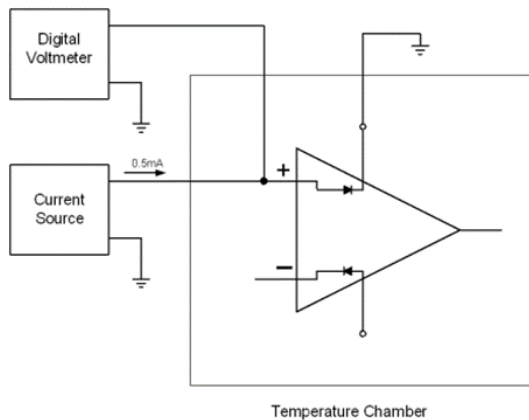 Digital
Voltmeter
0.5mA
Current
Source
+
−
Temperature Chamber